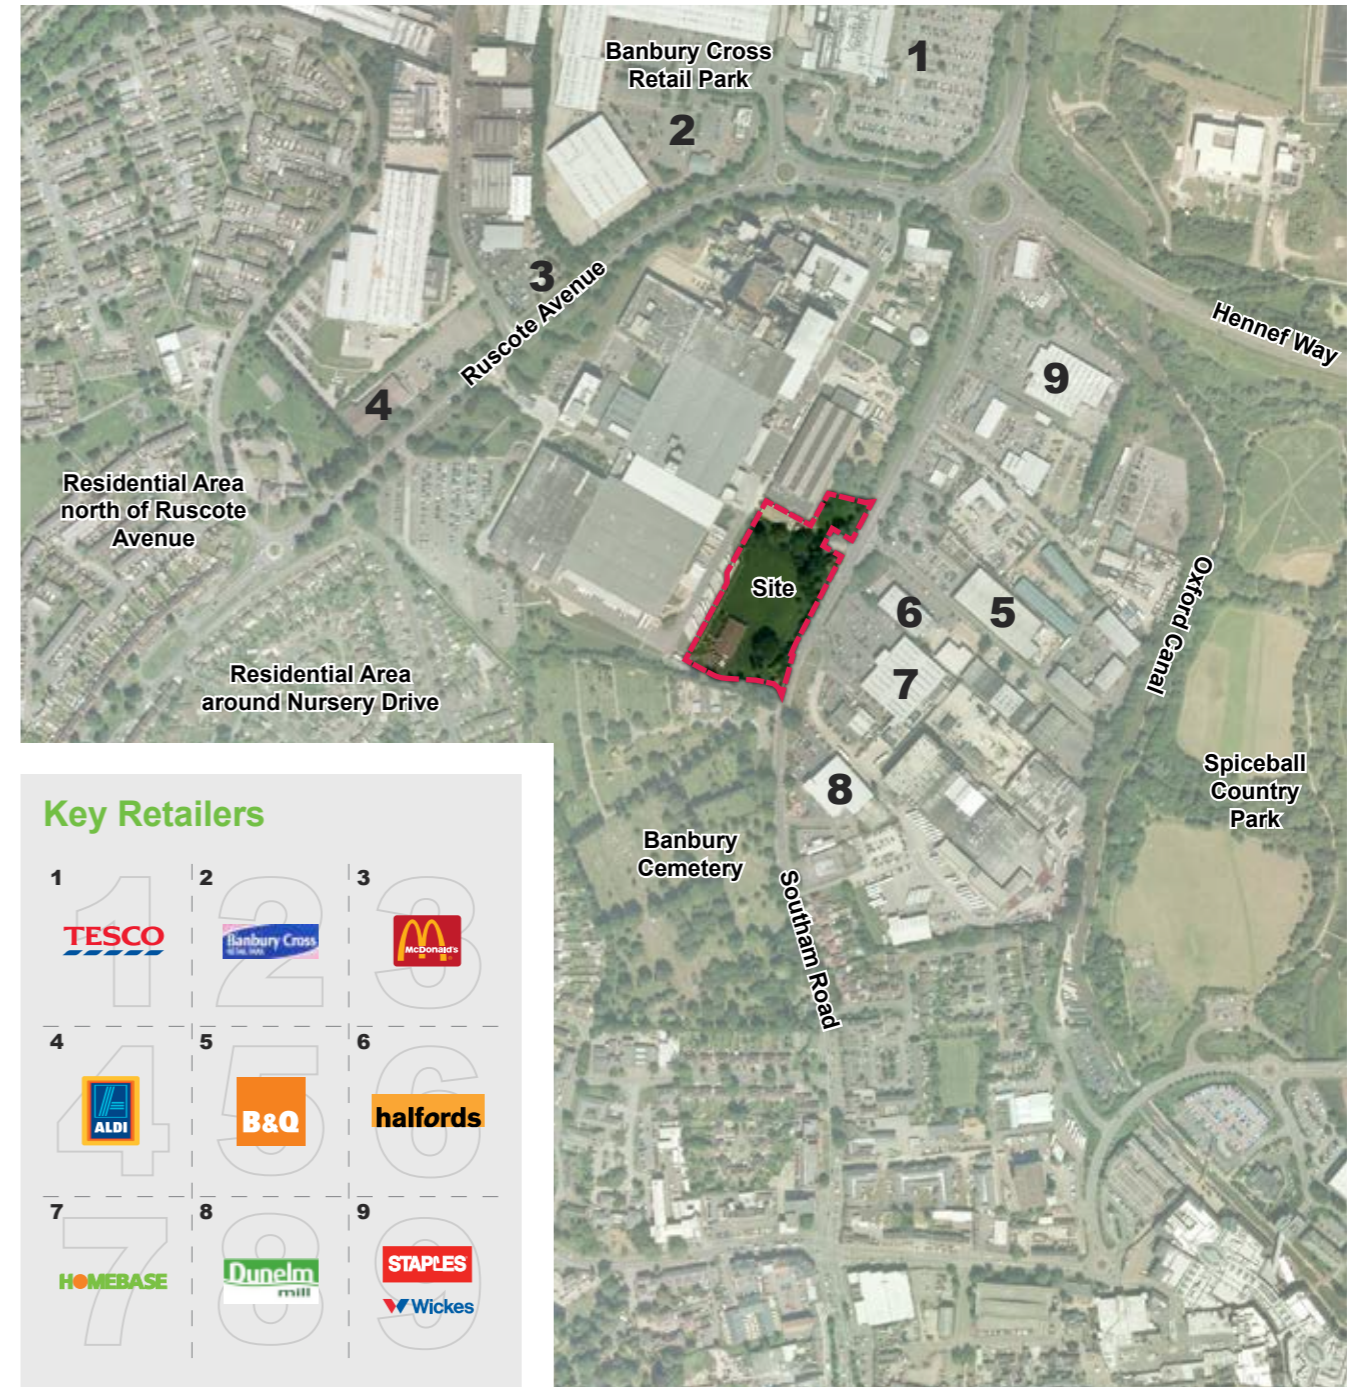 Banbury Cross
Retail Park
1
2
3
Ruscote Avenue
4
Hennef Way
9
Residential Area
north of Ruscote
Avenue
Site
6
5
7
Oxford Canal
Residential Area
around Nursery Drive
8
Spiceball
Country
Park
Banbury
Cemetery
Southam Road
Key Retailers
1
TESCO
2
Banbury Cross
RETAIL PARK
3
McDonald's
4
ALDI
5
B&Q
6
halfords
7
HOMEBASE
8
Dunelm
mill
9
STAPLES
Wickes